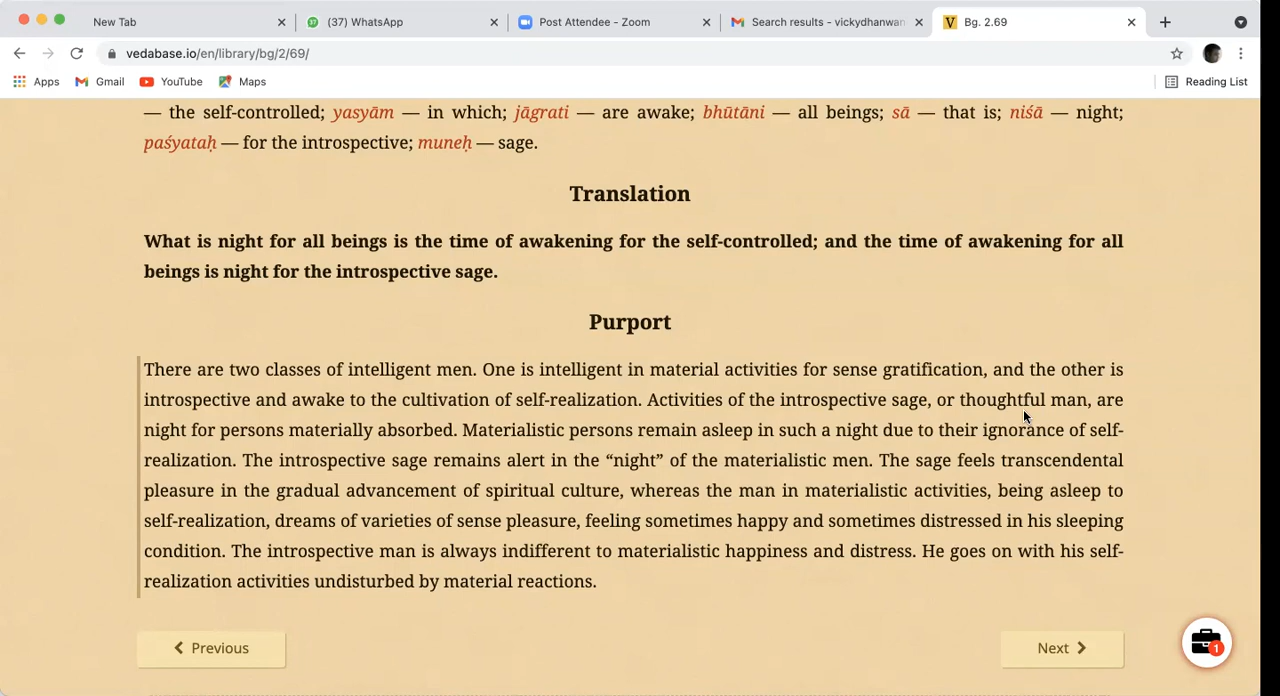 New Tab
(37) WhatsApp
Post Attendee - Zoom
Search results - vickydhanwan
Bg. 2.69
vedabase.io/en/library/bg/2/69/
Apps
Gmail
YouTube
Maps
Reading List
— the self-controlled; yasyām — in which; jāgrati — are awake; bhūtāni — all beings; sā — that is; niśā — night;
paśyataḥ — for the introspective; muneḥ — sage.
Translation
What is night for all beings is the time of awakening for the self-controlled; and the time of awakening for all
beings is night for the introspective sage.
Purport
There are two classes of intelligent men. One is intelligent in material activities for sense gratification, and the other is
introspective and awake to the cultivation of self-realization. Activities of the introspective sage, or thoughtful man, are
night for persons materially absorbed. Materialistic persons remain asleep in such a night due to their ignorance of self-
realization. The introspective sage remains alert in the “night” of the materialistic men. The sage feels transcendental
pleasure in the gradual advancement of spiritual culture, whereas the man in materialistic activities, being asleep to
self-realization, dreams of varieties of sense pleasure, feeling sometimes happy and sometimes distressed in his sleeping
condition. The introspective man is always indifferent to materialistic happiness and distress. He goes on with his self-
realization activities undisturbed by material reactions.
Previous
Next
1